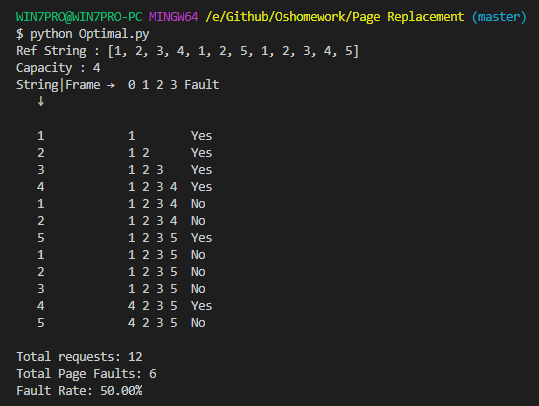 WIN7PRO@WIN7PRO-PC MINGW64 /e/Github/Oshomework/Page Replacement (master)
$ python Optimal.py
Ref String : [1, 2, 3, 4, 1, 2, 5, 1, 2, 3, 4, 5]
Capacity : 4
String|Frame → 0 1 2 3 Fault
↓
1 1 Yes
2 1 2 Yes
3 1 2 3 Yes
4 1 2 3 4 Yes
1 1 2 3 4 No
2 1 2 3 4 No
5 1 2 3 5 Yes
1 1 2 3 5 No
2 1 2 3 5 No
3 1 2 3 5 No
4 4 2 3 5 Yes
5 4 2 3 5 No
Total requests: 12
Total Page Faults: 6
Fault Rate: 50.00%